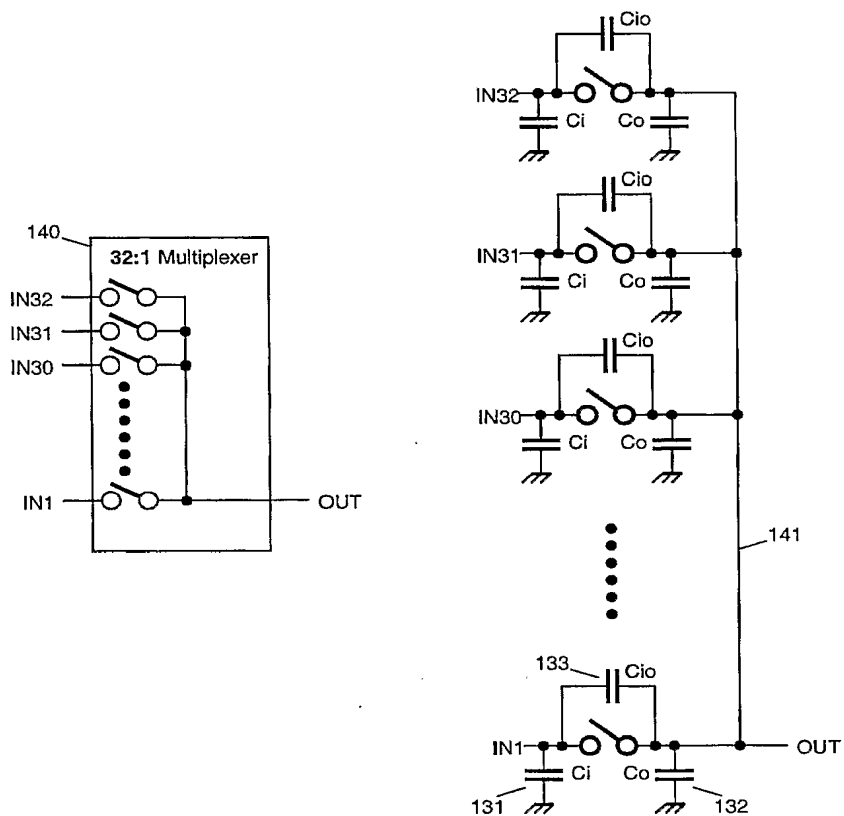 140
32:1 Multiplexer
IN32
IN31
IN30
IN1
OUT
Cio
IN32
Ci
Co
Cio
IN31
Ci
Co
Cio
IN30
Ci
Co
141
133
Cio
IN1
OUT
Ci
Co
131
132